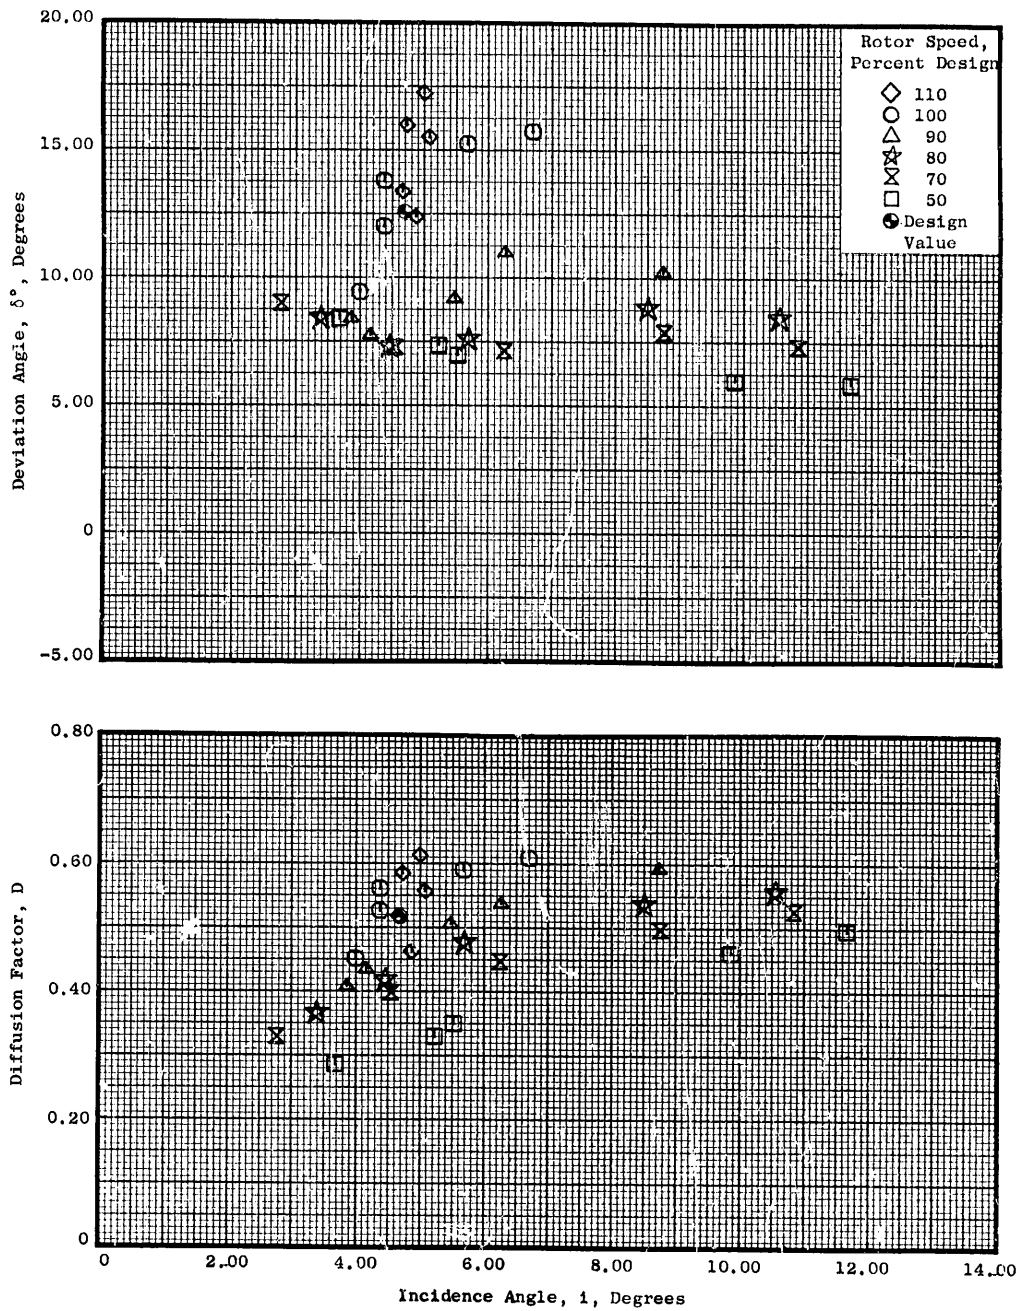 20.00
15.00
10.00
5.00
0
-5.00
Deviation Angle, δ°, Degrees
Rotor Speed,
Percent Design
110
100
90
80
70
50
Design
Value
0.80
0.60
0.40
0.20
0
Diffusion Factor, D
0 2.00 4.00 6.00 8.00 10.00 12.00 14.00
Incidence Angle, i, Degrees